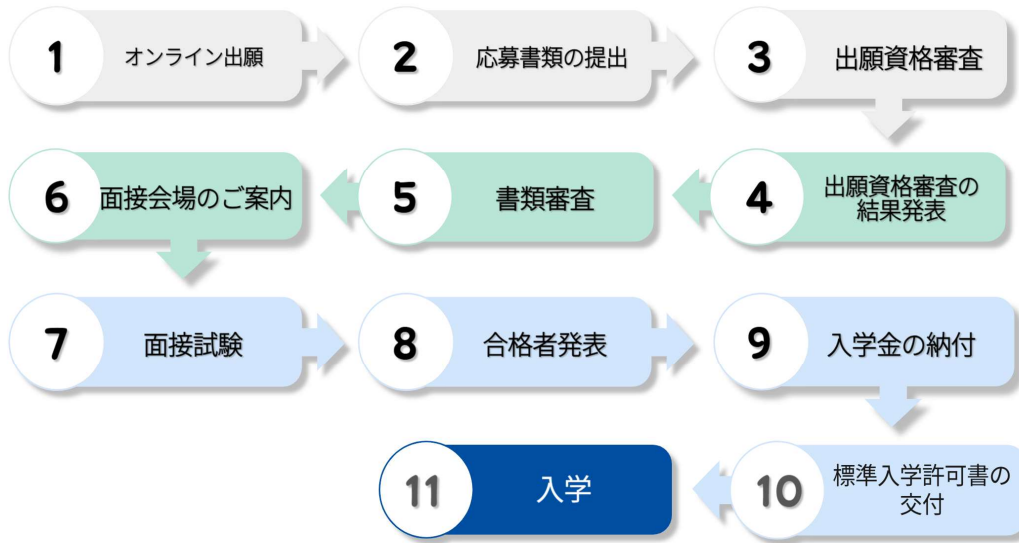 1
オンライン出願
2
応募書類の提出
3
出願資格審査
4
出願資格審査の
結果発表
5
書類審査
6
面接会場のご案内
7
面接試験
8
合格者発表
9
入学金の納付
10
標準入学許可書の
交付
11
入学